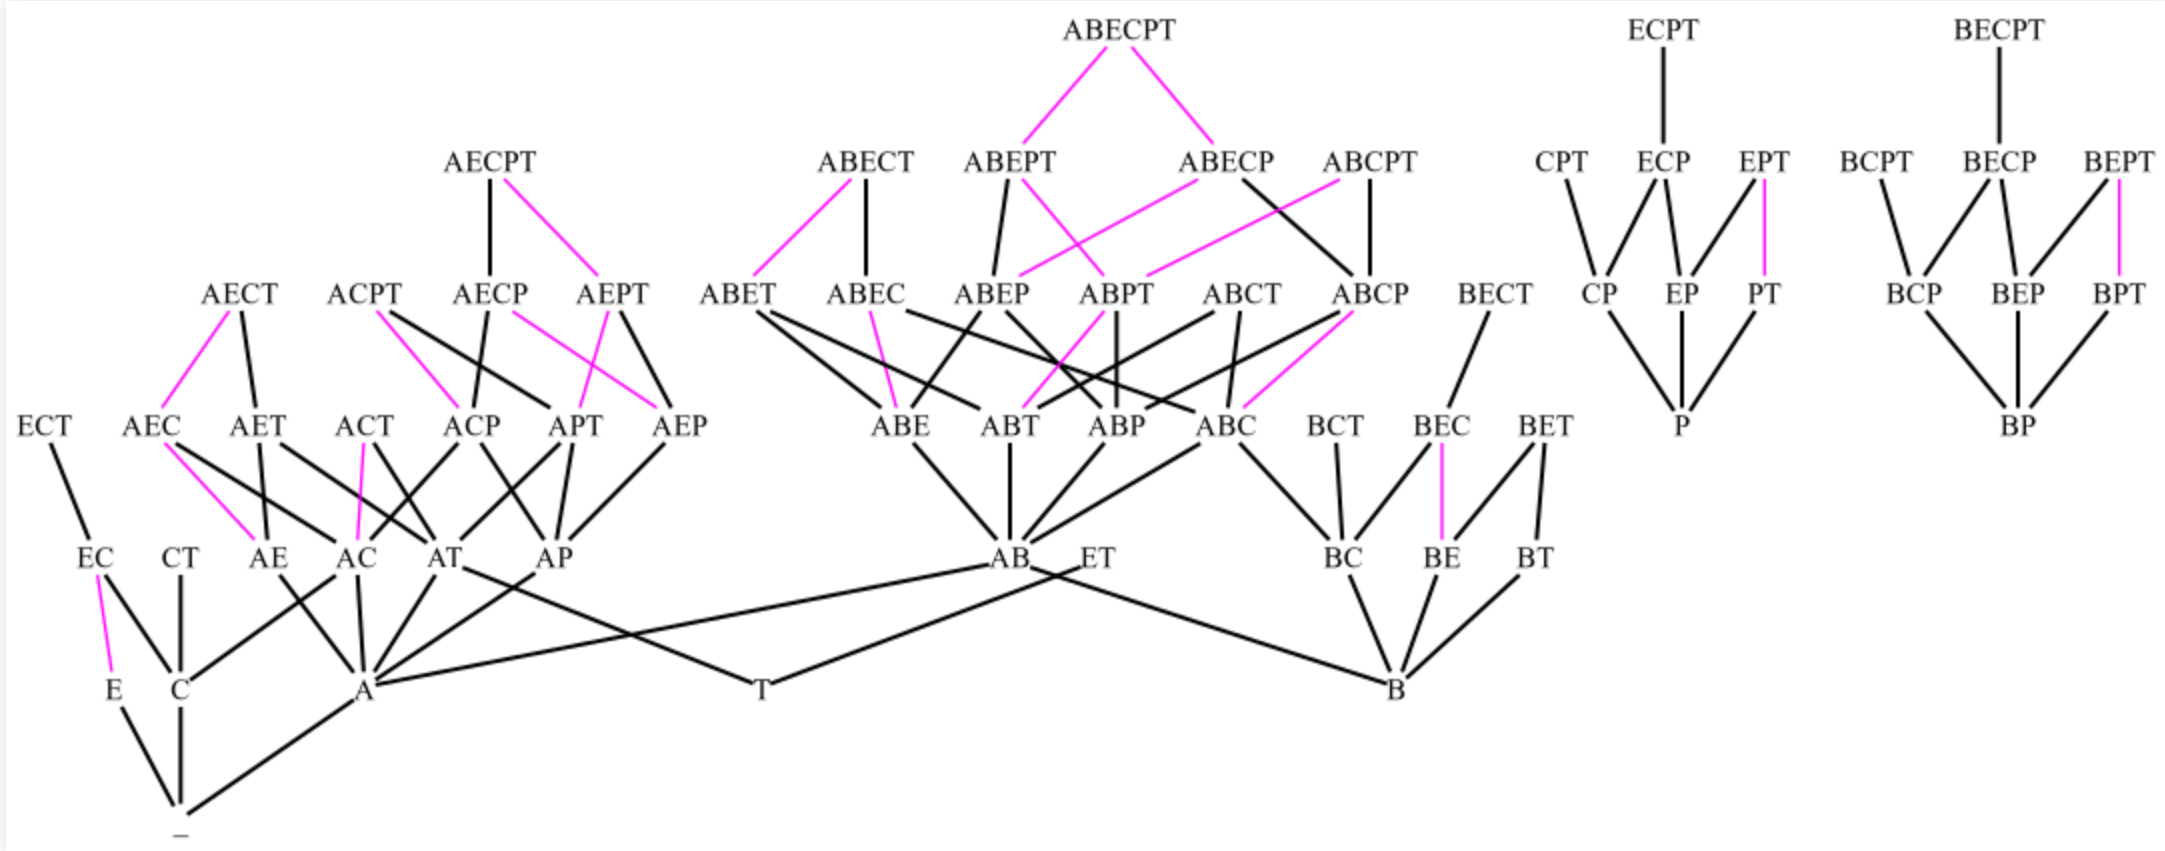 ABECPT ECPT BECPT
AECPT ABECT ABEPT ABECP ABCPT CPT ECP EPT BCPT BECP BEPT
AECT ACPT AECP AEPT ABET ABEC ABEP ABPT ABCT ABCP BECT CP EP PT BCP BEP BPT
ECT AEC AET ACT ACP APT AEP ABE ABT ABP ABC BCT BEC BET P BP
EC CT AE AC AT AP AB ET BC BE BT
E C A T B
_